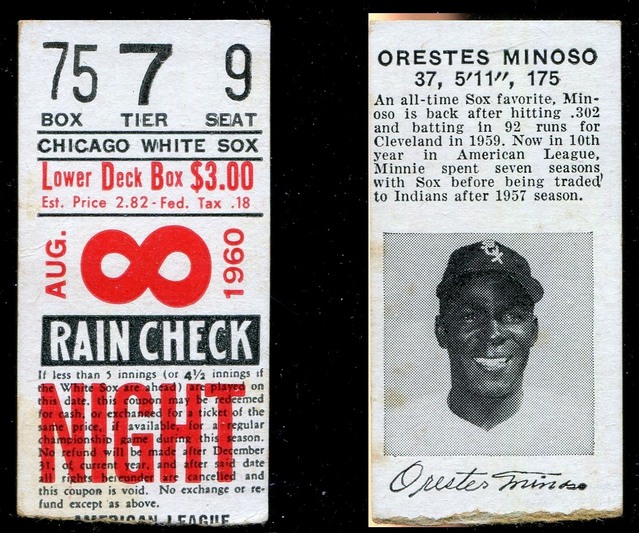 75 7 9
BOX TIER SEAT
CHICAGO WHITE SOX
Lower Deck Box $3.00
Est. Price 2.82 - Fed. Tax .18
AUG. 8 1960
RAIN CHECK
If less than 5 innings (or 4½ innings if
the White Sox are ahead) are played on
this date, this coupon may be redeemed
for cash, or exchanged for a ticket of the
same price, if available, for a regular
championship game during this season.
No refund will be made after December
31, of current year, and after said date
all rights hereunder are cancelled and
this coupon is void. No exchange or re-
fund except as above.
NIGHT
AMERICAN LEAGUE
ORESTES MINOSO
37, 5'11", 175
An all-time Sox favorite, Min-
oso is back after hitting .302
and batting in 92 runs for
Cleveland in 1959. Now in 10th
year in American League,
Minnie spent seven seasons
with Sox before being traded
to Indians after 1957 season.
SOX
Orestes Miñoso